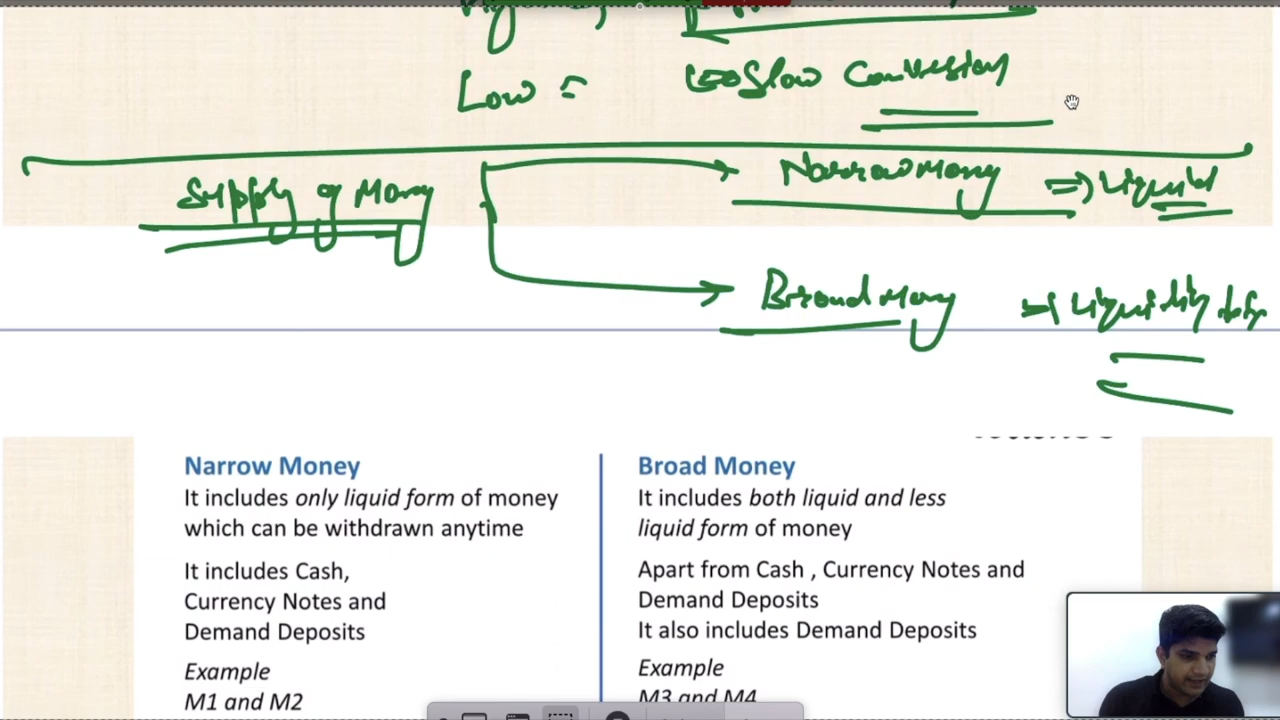 Low = Slow Conversion
Supply of Money
Narrow Money => Liquid
Broad Money => Liquidity
Narrow Money
It includes only liquid form of money
which can be withdrawn anytime
It includes Cash,
Currency Notes and
Demand Deposits
Example
M1 and M2
Broad Money
It includes both liquid and less
liquid form of money
Apart from Cash , Currency Notes and
Demand Deposits
It also includes Demand Deposits
Example
M3 and M4